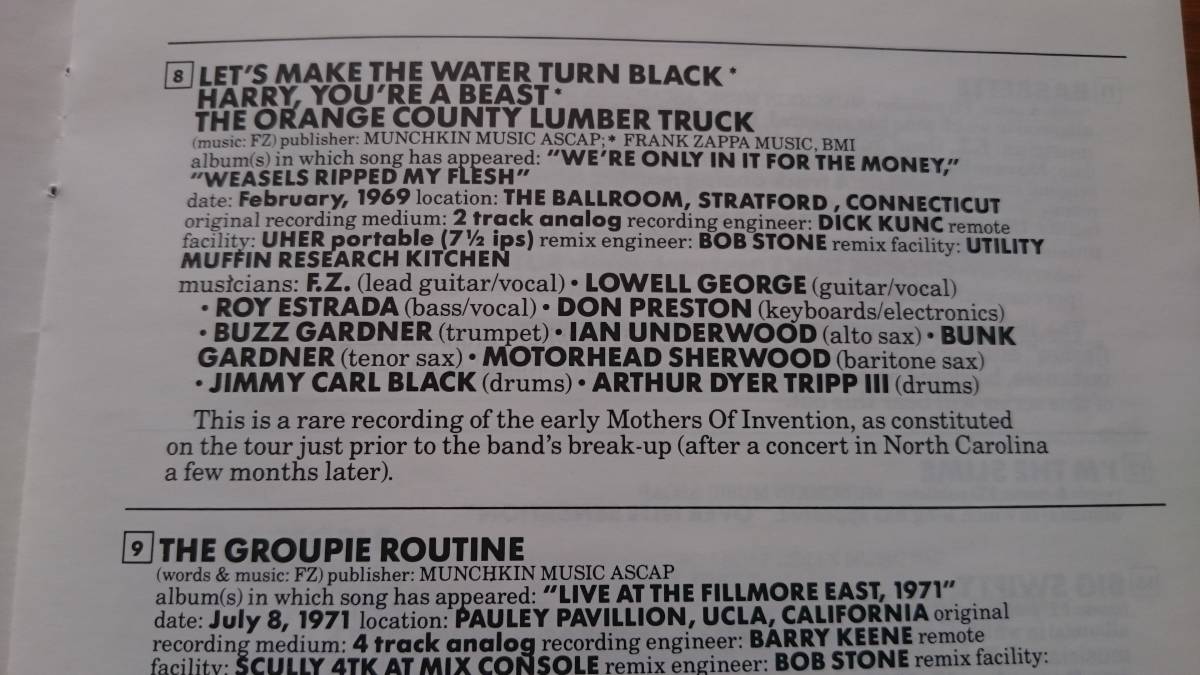 8 LET'S MAKE THE WATER TURN BLACK *
HARRY, YOU'RE A BEAST *
THE ORANGE COUNTY LUMBER TRUCK
(music: FZ) publisher: MUNCHKIN MUSIC ASCAP; * FRANK ZAPPA MUSIC, BMI
album(s) in which song has appeared: "WE'RE ONLY IN IT FOR THE MONEY,"
"WEASELS RIPPED MY FLESH"
date: February, 1969 location: THE BALLROOM, STRATFORD , CONNECTICUT
original recording medium: 2 track analog recording engineer: DICK KUNC remote
facility: UHER portable (7½ ips) remix engineer: BOB STONE remix facility: UTILITY
MUFFIN RESEARCH KITCHEN
musicians: F.Z. (lead guitar/vocal) • LOWELL GEORGE (guitar/vocal)
• ROY ESTRADA (bass/vocal) • DON PRESTON (keyboards/electronics)
• BUZZ GARDNER (trumpet) • IAN UNDERWOOD (alto sax) • BUNK
GARDNER (tenor sax) • MOTORHEAD SHERWOOD (baritone sax)
• JIMMY CARL BLACK (drums) • ARTHUR DYER TRIPP III (drums)
This is a rare recording of the early Mothers Of Invention, as constituted
on the tour just prior to the band's break-up (after a concert in North Carolina
a few months later).
9 THE GROUPIE ROUTINE
(words & music: FZ) publisher: MUNCHKIN MUSIC ASCAP
album(s) in which song has appeared: "LIVE AT THE FILLMORE EAST, 1971"
date: July 8, 1971 location: PAULEY PAVILLION, UCLA, CALIFORNIA original
recording medium: 4 track analog recording engineer: BARRY KEENE remote
facility: SCULLY 4TK AT MIX CONSOLE remix engineer: BOB STONE remix facility: